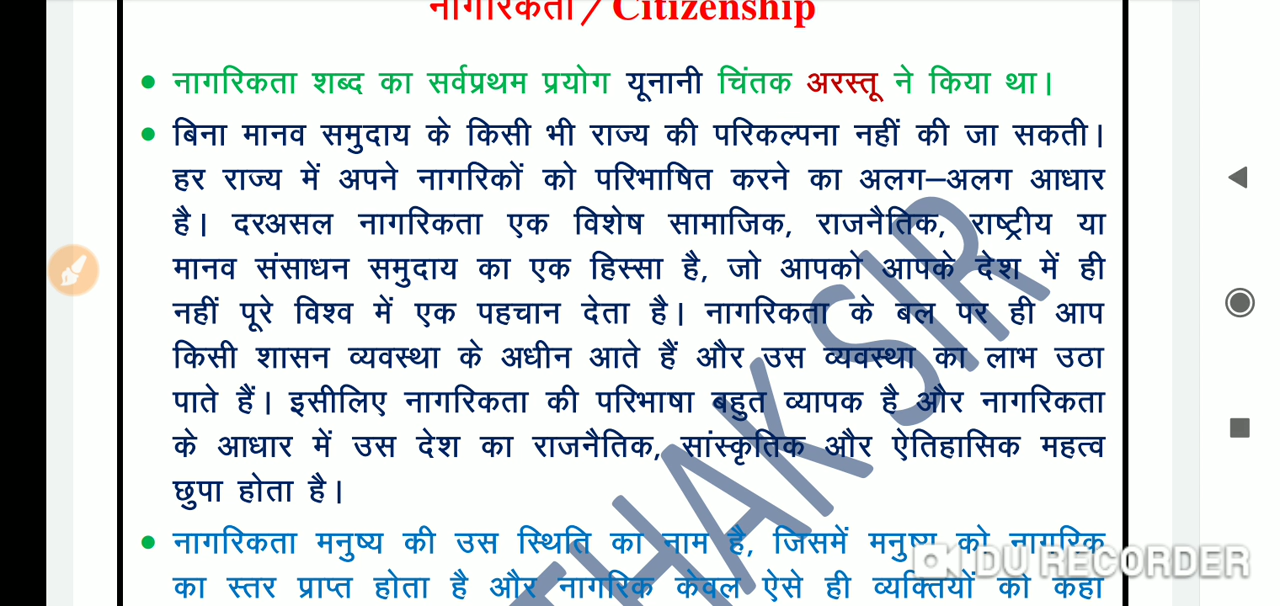 नागरिकता / Citizenship
• नागरिकता शब्द का सर्वप्रथम प्रयोग यूनानी चिंतक अरस्तू ने किया था।
• बिना मानव समुदाय के किसी भी राज्य की परिकल्पना नहीं की जा सकती।
हर राज्य में अपने नागरिकों को परिभाषित करने का अलग–अलग आधार
है। दरअसल नागरिकता एक विशेष सामाजिक, राजनैतिक, राष्ट्रीय या
मानव संसाधन समुदाय का एक हिस्सा है, जो आपको आपके देश में ही
नहीं पूरे विश्व में एक पहचान देता है। नागरिकता के बल पर ही आप
किसी शासन व्यवस्था के अधीन आते हैं और उस व्यवस्था का लाभ उठा
पाते हैं। इसीलिए नागरिकता की परिभाषा बहुत व्यापक है और नागरिकता
के आधार में उस देश का राजनैतिक, सांस्कृतिक और ऐतिहासिक महत्व
छुपा होता है।
• नागरिकता मनुष्य की उस स्थिति का नाम है, जिसमें मनुष्य को नागरिक
का स्तर प्राप्त होता है और नागरिक केवल ऐसे ही व्यक्तियों को कहा
THAK SIR
DU RECORDER